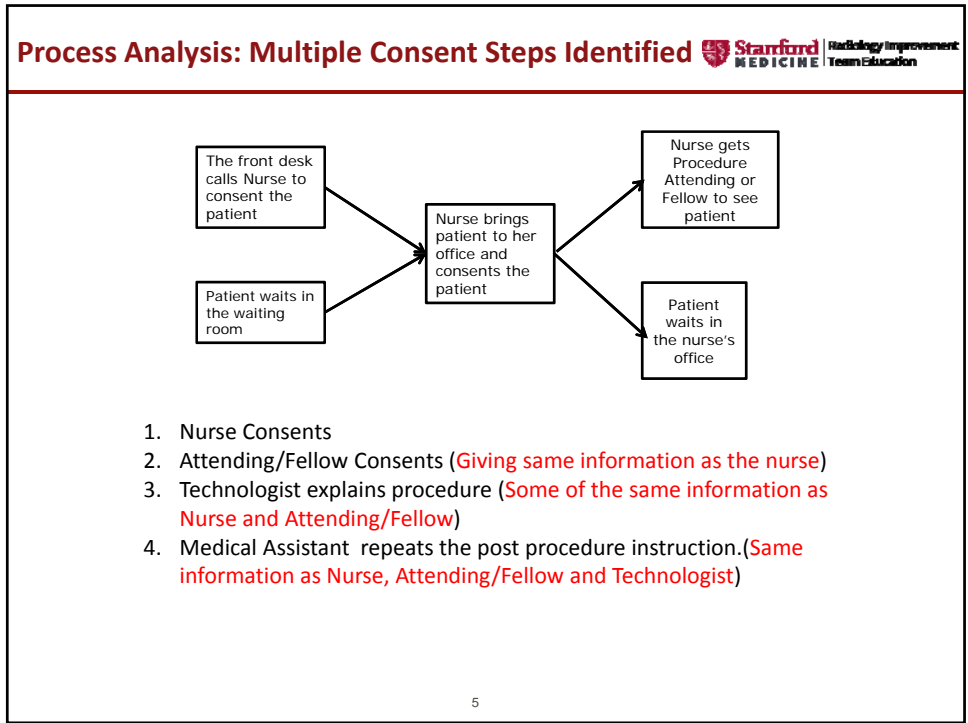 Process Analysis: Multiple Consent Steps Identified
Stanford
MEDICINE
Radiology Improvement
Team Education
The front desk
calls Nurse to
consent the
patient
Patient waits in
the waiting
room
Nurse brings
patient to her
office and
consents the
patient
Nurse gets
Procedure
Attending or
Fellow to see
patient
Patient
waits in
the nurse’s
office
1. Nurse Consents
2. Attending/Fellow Consents (Giving same information as the nurse)
3. Technologist explains procedure (Some of the same information as
Nurse and Attending/Fellow)
4. Medical Assistant repeats the post procedure instruction.(Same
information as Nurse, Attending/Fellow and Technologist)
5